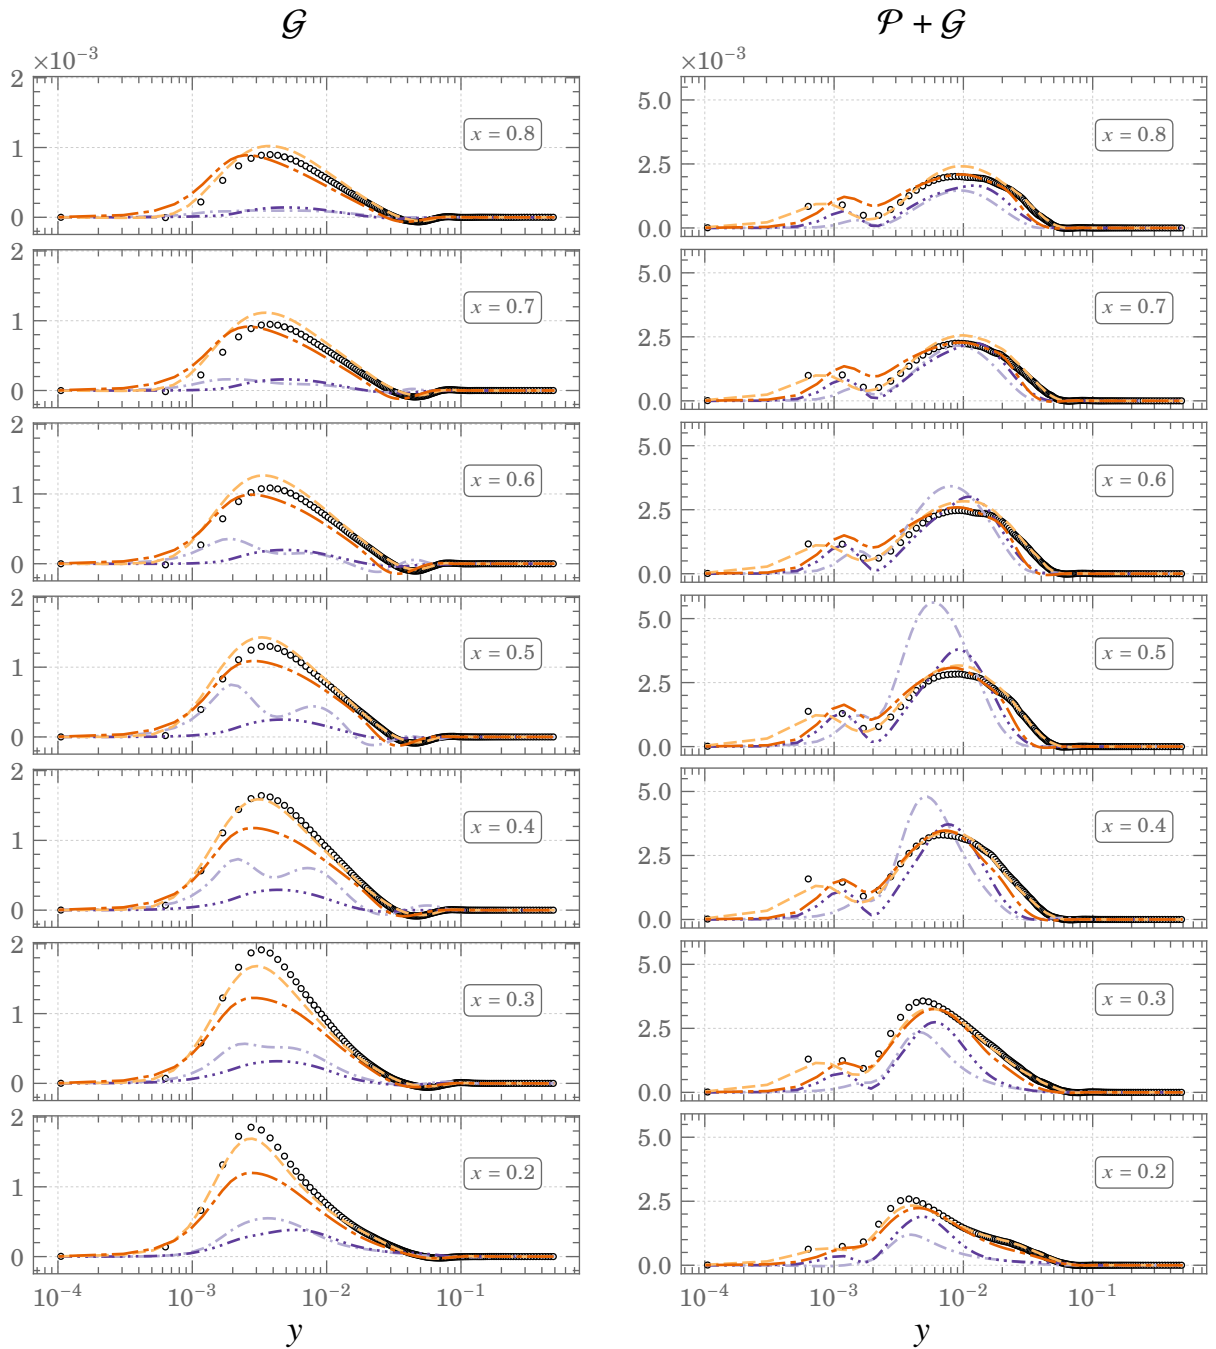 𝒢
×10⁻³
2
1
0
x = 0.8
2
1
0
x = 0.7
2
1
0
x = 0.6
2
1
0
x = 0.5
2
1
0
x = 0.4
2
1
0
x = 0.3
2
1
0
x = 0.2
10⁻⁴ 10⁻³ 10⁻² 10⁻¹
y
𝒫 + 𝒢
×10⁻³
5.0
2.5
0.0
x = 0.8
5.0
2.5
0.0
x = 0.7
5.0
2.5
0.0
x = 0.6
5.0
2.5
0.0
x = 0.5
5.0
2.5
0.0
x = 0.4
5.0
2.5
0.0
x = 0.3
5.0
2.5
0.0
x = 0.2
10⁻⁴ 10⁻³ 10⁻² 10⁻¹
y